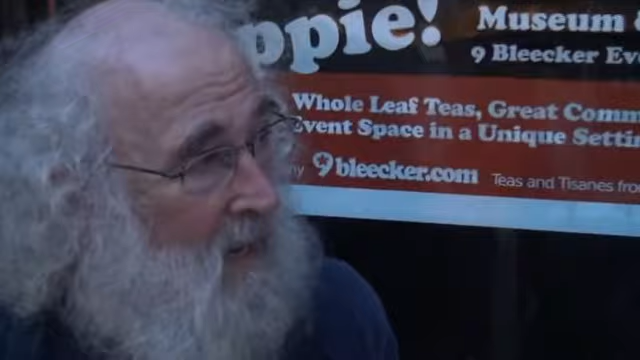 ppie!
Museum
9 Bleecker Eve
Whole Leaf Teas, Great Comm
Event Space in a Unique Settin
ny 9bleecker.com Teas and Tisanes fro